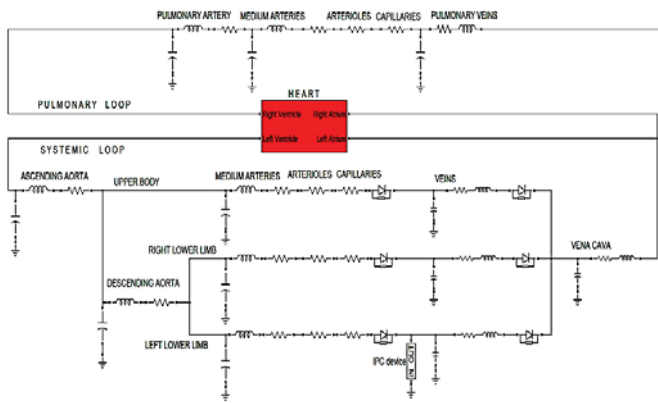 PULMONARY ARTERY MEDIUM ARTERIES ARTERIOLES CAPILLARIES PULMONARY VEINS
HEART
PULMONARY LOOP
Right Ventricle Right Atrium
Left Ventricle Left Atrium
SYSTEMIC LOOP
ASCENDING AORTA UPPER BODY MEDIUM ARTERIES ARTERIOLES CAPILLARIES VEINS
RIGHT LOWER LIMB VENA CAVA
DESCENDING AORTA
LEFT LOWER LIMB
IPC device